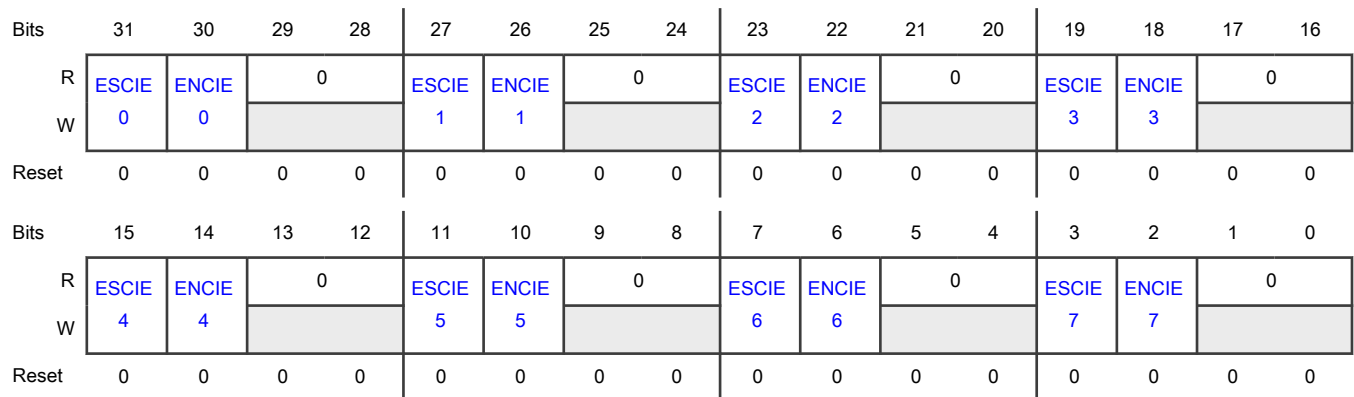 Bits 31 30 29 28 27 26 25 24 23 22 21 20 19 18 17 16
R ESCIE ENCIE 0 ESCIE ENCIE 0 ESCIE ENCIE 0 ESCIE ENCIE 0
W 0 0 1 1 2 2 3 3
Reset 0 0 0 0 0 0 0 0 0 0 0 0 0 0 0 0
Bits 15 14 13 12 11 10 9 8 7 6 5 4 3 2 1 0
R ESCIE ENCIE 0 ESCIE ENCIE 0 ESCIE ENCIE 0 ESCIE ENCIE 0
W 4 4 5 5 6 6 7 7
Reset 0 0 0 0 0 0 0 0 0 0 0 0 0 0 0 0